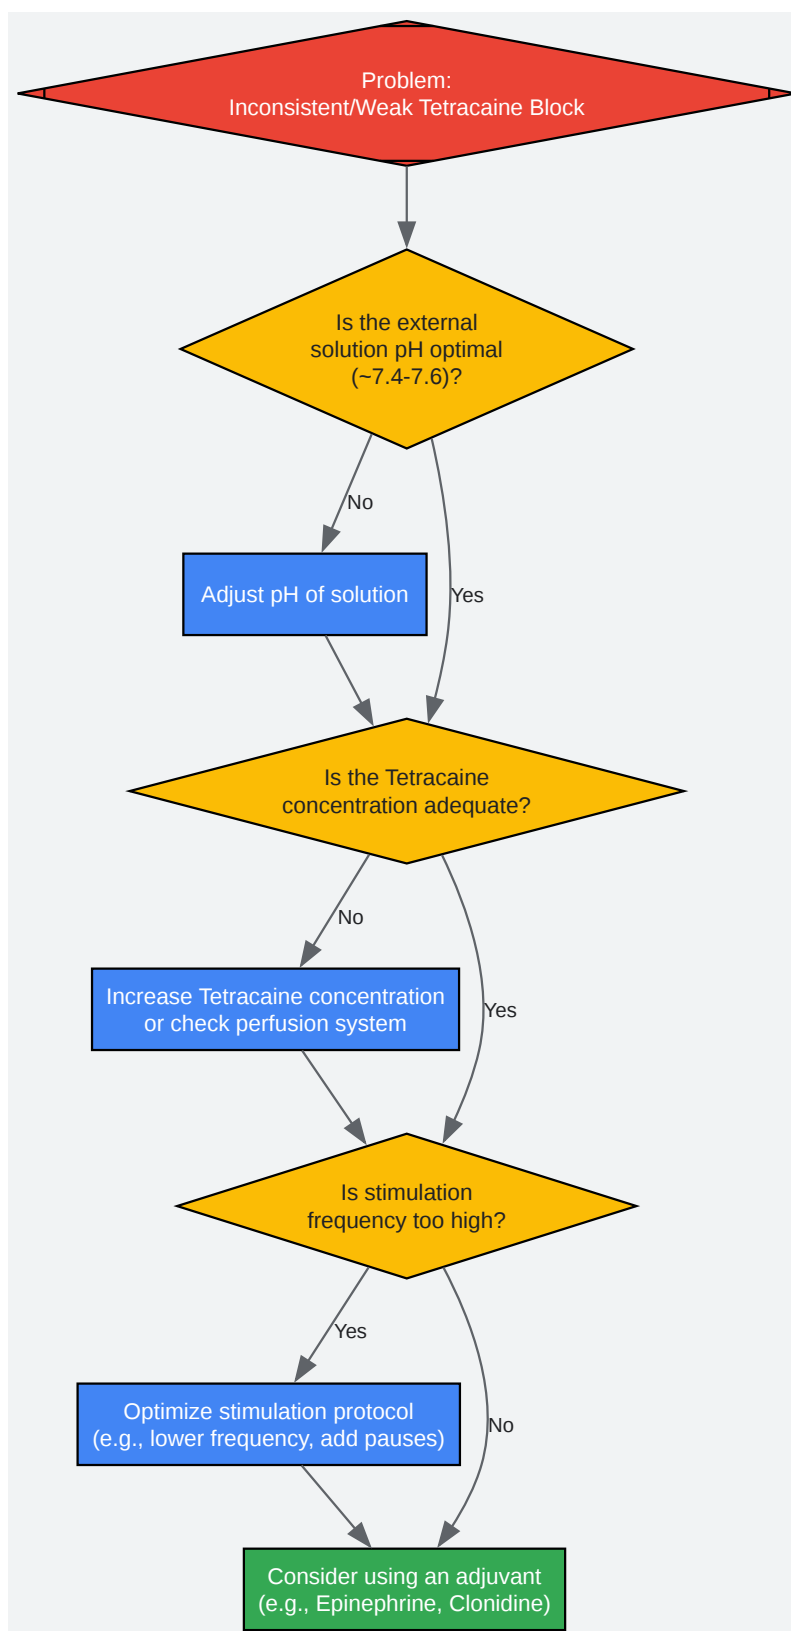 Problem:
Inconsistent/Weak Tetracaine Block
Is the external
solution pH optimal
(~7.4-7.6)?
No
Adjust pH of solution
Yes
Is the Tetracaine
concentration adequate?
No
Increase Tetracaine concentration
or check perfusion system
Yes
Is stimulation
frequency too high?
Yes
Optimize stimulation protocol
(e.g., lower frequency, add pauses)
No
Consider using an adjuvant
(e.g., Epinephrine, Clonidine)